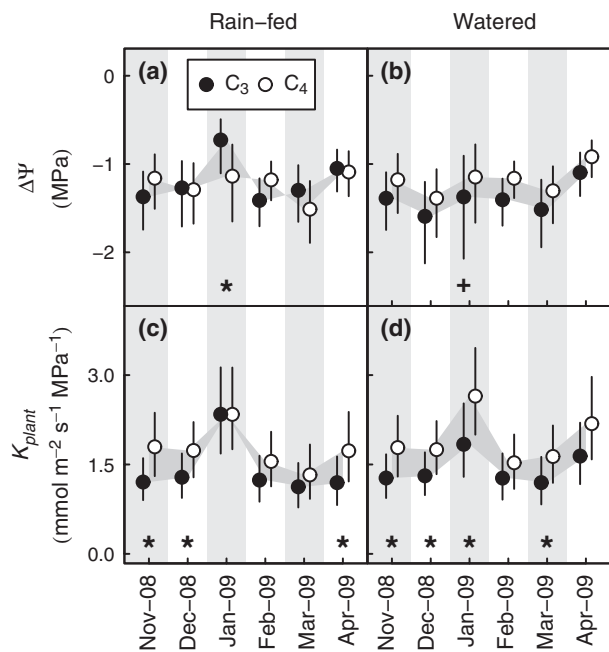 Rain–fed Watered
(a) (b)
C3 C4
0
−1
−2
ΔΨ
(MPa)
* +
(c) (d)
3.0
1.5
0.0
Kplant
(mmol m−2 s−1 MPa−1)
* * * * * * *
Nov–08 Dec–08 Jan–09 Feb–09 Mar–09 Apr–09 Nov–08 Dec–08 Jan–09 Feb–09 Mar–09 Apr–09